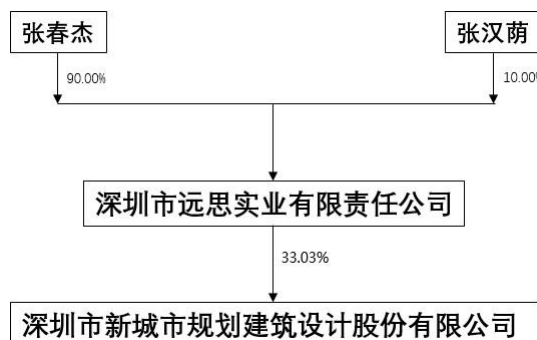 张春杰
张汉荫
90.00%
10.00%
深圳市远思实业有限责任公司
33.03%
深圳市新城市规划建筑设计股份有限公司